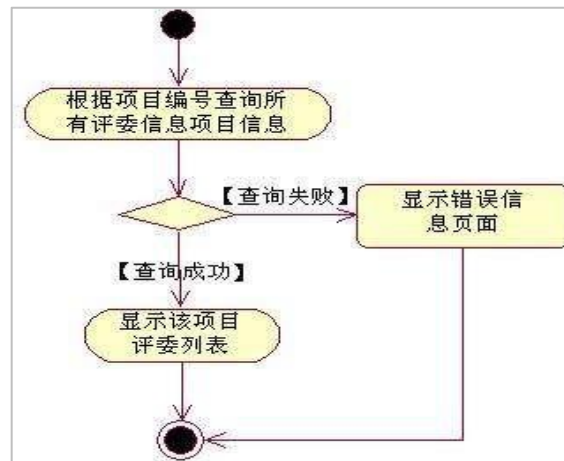 根据项目编号查询所
有评委信息项目信息
【查询失败】
显示错误信
息页面
【查询成功】
显示该项目
评委列表